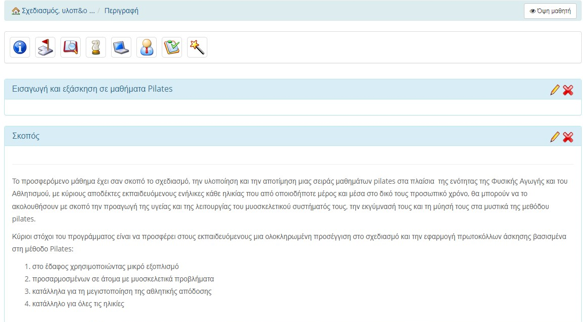 Σχεδιασμός, υλοπ&ο ... / Περιγραφή
Όψη μαθητή
Εισαγωγή και εξάσκηση σε μαθήματα Pilates
Σκοπός
Το προσφερόμενο μάθημα έχει σαν σκοπό το σχεδιασμό, την υλοποίηση και την αποτίμηση μιας σειράς μαθημάτων pilates στα πλαίσια της ενότητας της Φυσικής Αγωγής και του
Αθλητισμού, με κύριους αποδέκτες εκπαιδευόμενους ενήλικες κάθε ηλικίας που από οποιοδήποτε μέρος και μέσα στο δικό τους προσωπικό χρόνο, θα μπορούν να το
ακολουθήσουν με σκοπό την προαγωγή της υγείας και της λειτουργίας του μυοσκελετικού συστήματός τους, την εκγύμνασή τους και τη μύησή τους στα μυστικά της μεθόδου
pilates.
Κύριοι στόχοι του προγράμματος είναι να προσφέρει στους εκπαιδευόμενους μια ολοκληρωμένη προσέγγιση στο σχεδιασμό και την εφαρμογή πρωτοκόλλων άσκησης βασισμένα
στη μέθοδο Pilates:
1. στο έδαφος χρησιμοποιώντας μικρό εξοπλισμό
2. προσαρμοσμένων σε άτομα με μυοσκελετικά προβλήματα
3. κατάλληλα για τη μεγιστοποίηση της αθλητικής απόδοσης
4. κατάλληλο για όλες τις ηλικίες